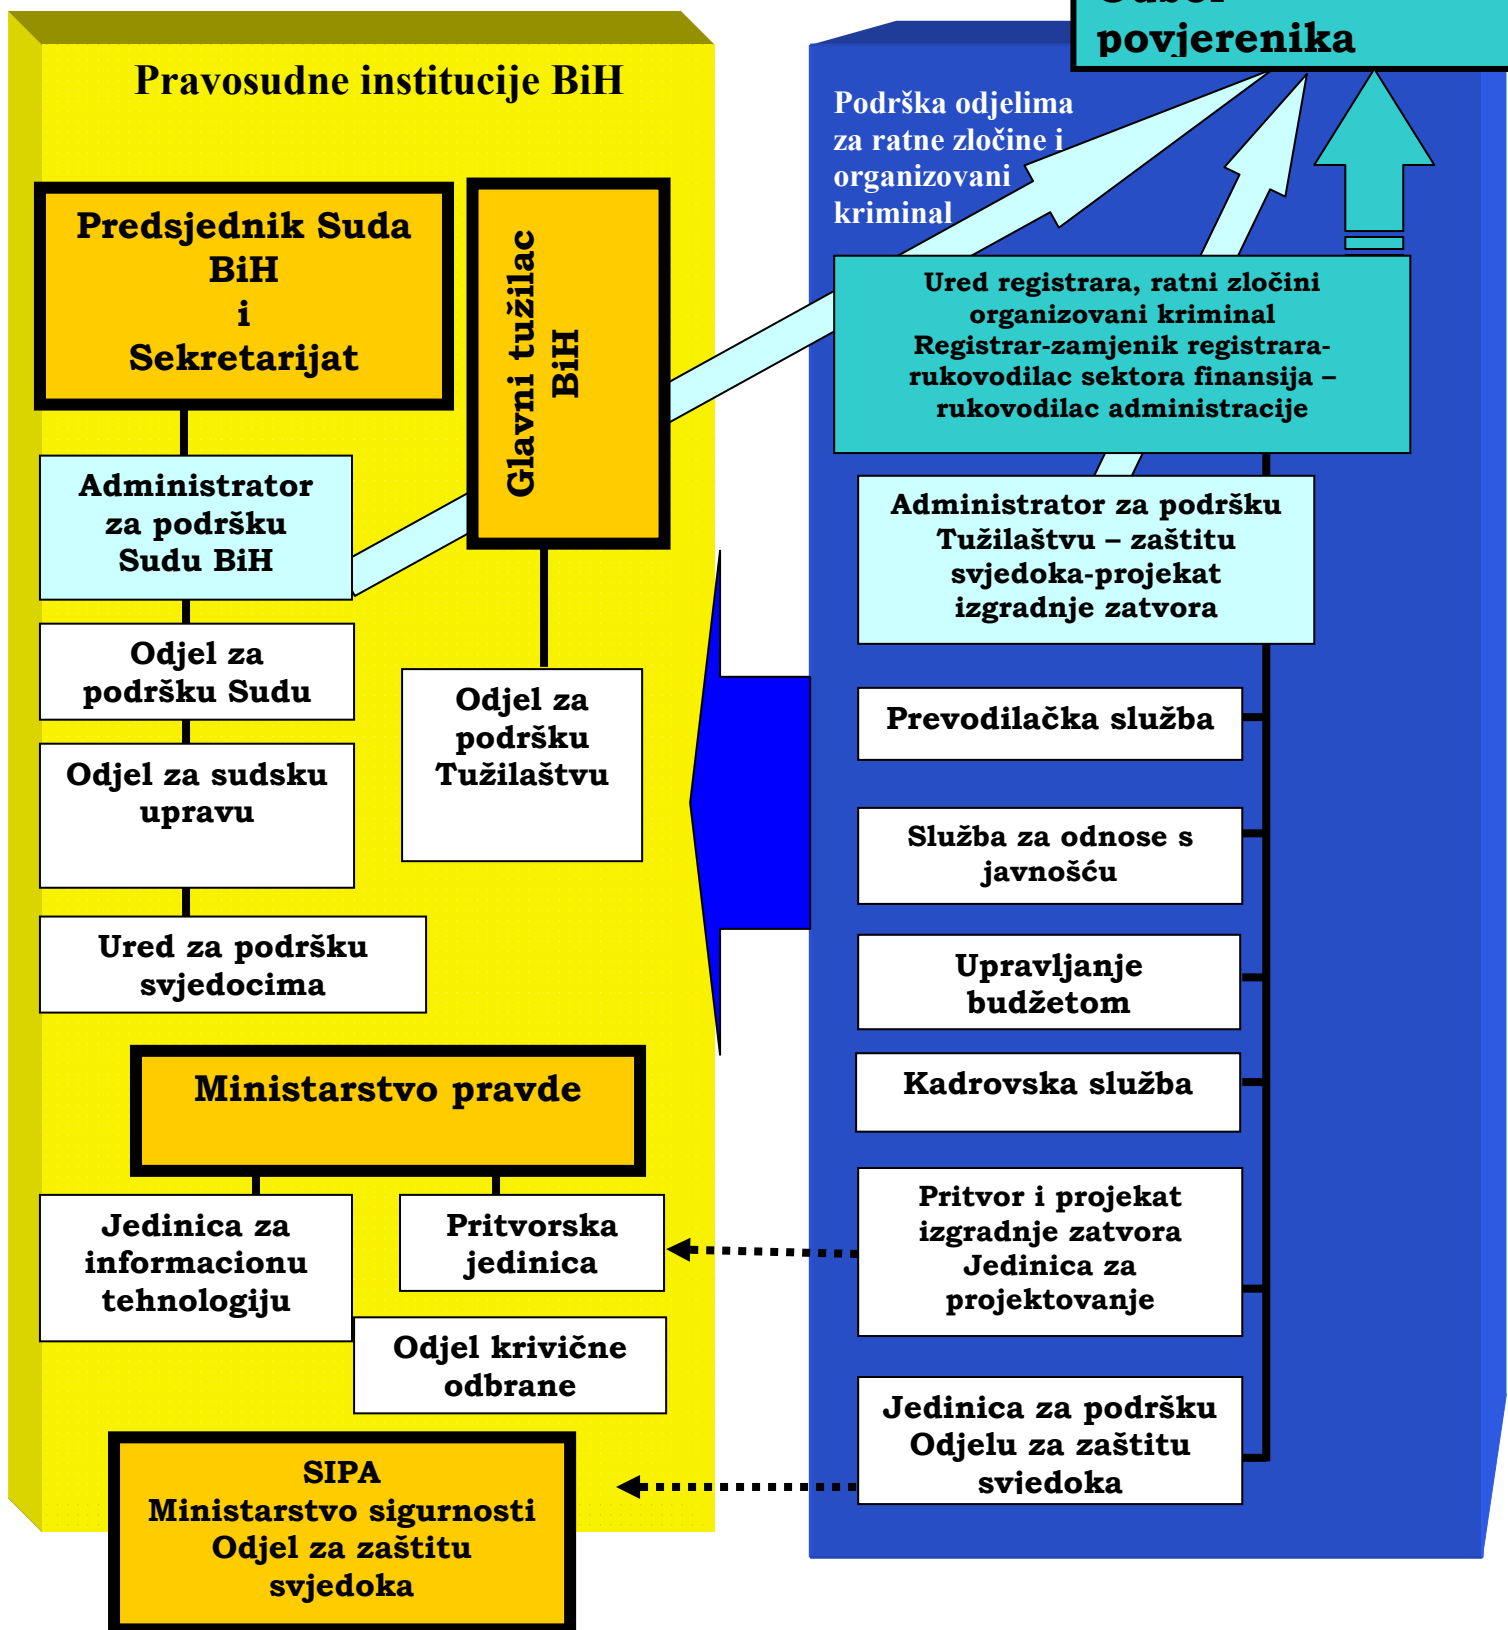 povjerenika
Pravosudne institucije BiH
Predsjednik Suda
BiH
i
Sekretarijat
Glavni tužilac
BiH
Administrator
za podršku
Sudu BiH
Odjel za
podršku Sudu
Odjel za sudsku
upravu
Ured za podršku
svjedocima
Odjel za
podršku
Tužilaštvu
Ministarstvo pravde
Jedinica za
informacionu
tehnologiju
Pritvorska
jedinica
Odjel krivične
odbrane
SIPA
Ministarstvo sigurnosti
Odjel za zaštitu
svjedoka
Podrška odjelima
za ratne zločine i
organizovani
kriminal
Ured registrara, ratni zločini
organizovani kriminal
Registrar-zamjenik registrara-
rukovodilac sektora finansija –
rukovodilac administracije
Administrator za podršku
Tužilaštvu – zaštitu
svjedoka-projekat
izgradnje zatvora
Prevodilačka služba
Služba za odnose s
javnošću
Upravljanje
budžetom
Kadrovska služba
Pritvor i projekat
izgradnje zatvora
Jedinica za
projektovanje
Jedinica za podršku
Odjelu za zaštitu
svjedoka